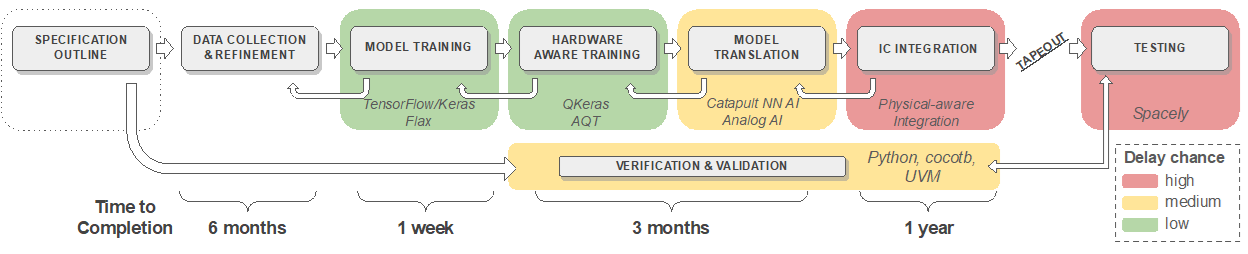 SPECIFICATION
OUTLINE
DATA COLLECTION
& REFINEMENT
MODEL TRAINING
HARDWARE
AWARE TRAINING
MODEL
TRANSLATION
IC INTEGRATION
TAPEOUT
TESTING
TensorFlow/Keras
Flax
QKeras
AQT
Catapult NN AI
Analog AI
Physical-aware
Integration
Spacely
VERIFICATION & VALIDATION
Python, cocotb,
UVM
Delay chance
high
medium
low
Time to
Completion
6 months
1 week
3 months
1 year